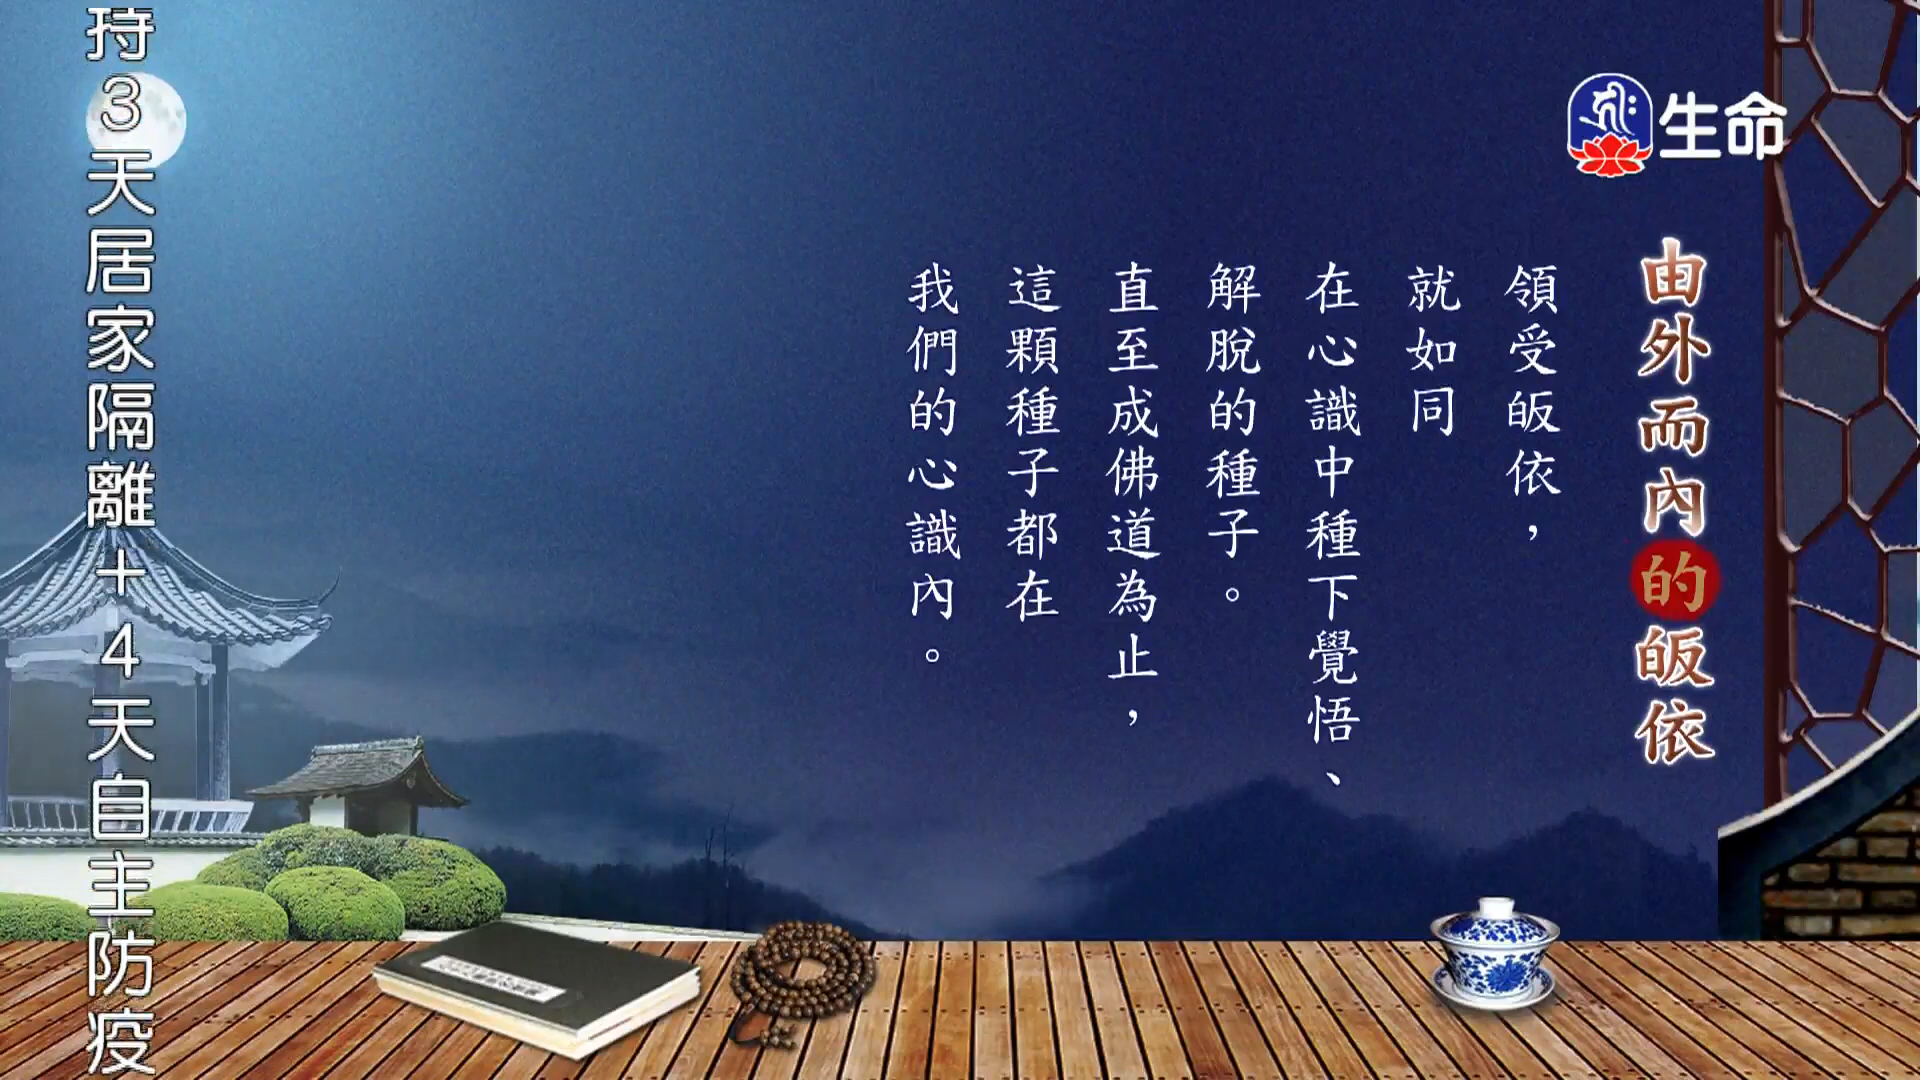 生命
由外而內的皈依
領受皈依，
就如同
在心識中種下覺悟、
解脫的種子。
直至成佛道為止，
這顆種子都在
我們的心識內。
持3天居家隔離+4天自主防疫